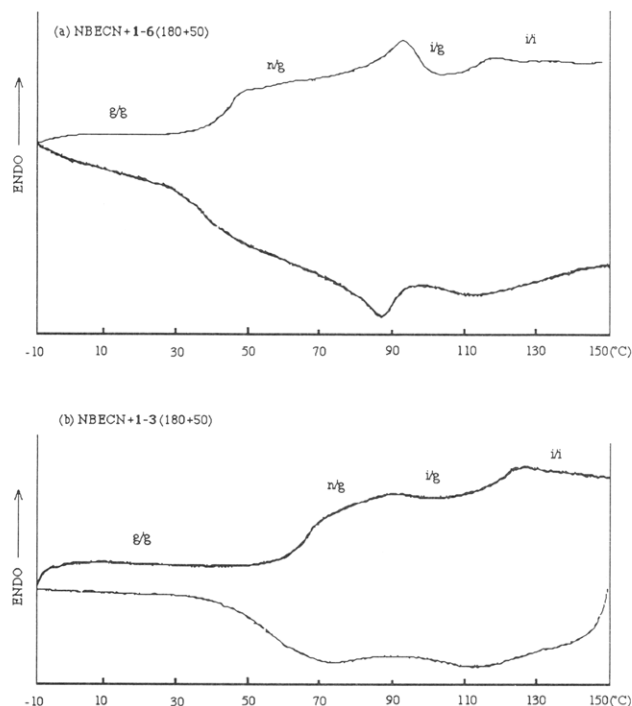 (a) NBECN+1-6(180+50)
n/g
i/g
i/i
g/g
ENDO
-10 10 30 50 70 90 110 130 150(°C)
(b) NBECN+1-3(180+50)
n/g
i/g
i/i
g/g
ENDO
-10 10 30 50 70 90 110 130 150(°C)